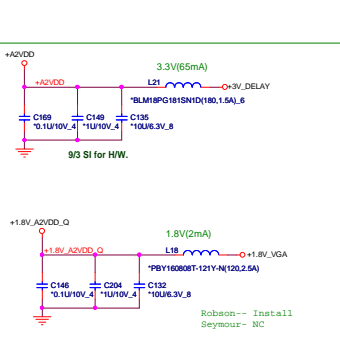 +A2VDD
3.3V(65mA)
+A2VDD
L21
+3V_DELAY
*BLM18PG181SN1D(180,1.5A)_6
C169
*0.1U/10V_4
C149
*1U/10V_4
C135
*10U/6.3V_8
9/3 SI for H/W.
+1.8V_A2VDD_Q
1.8V(2mA)
+1.8V_A2VDD_Q
L18
+1.8V_VGA
*PBY160808T-121Y-N(120,2.5A)
C146
*0.1U/10V_4
C204
*1U/10V_4
C132
*10U/6.3V_8
Robson-- Install
Seymour- NC